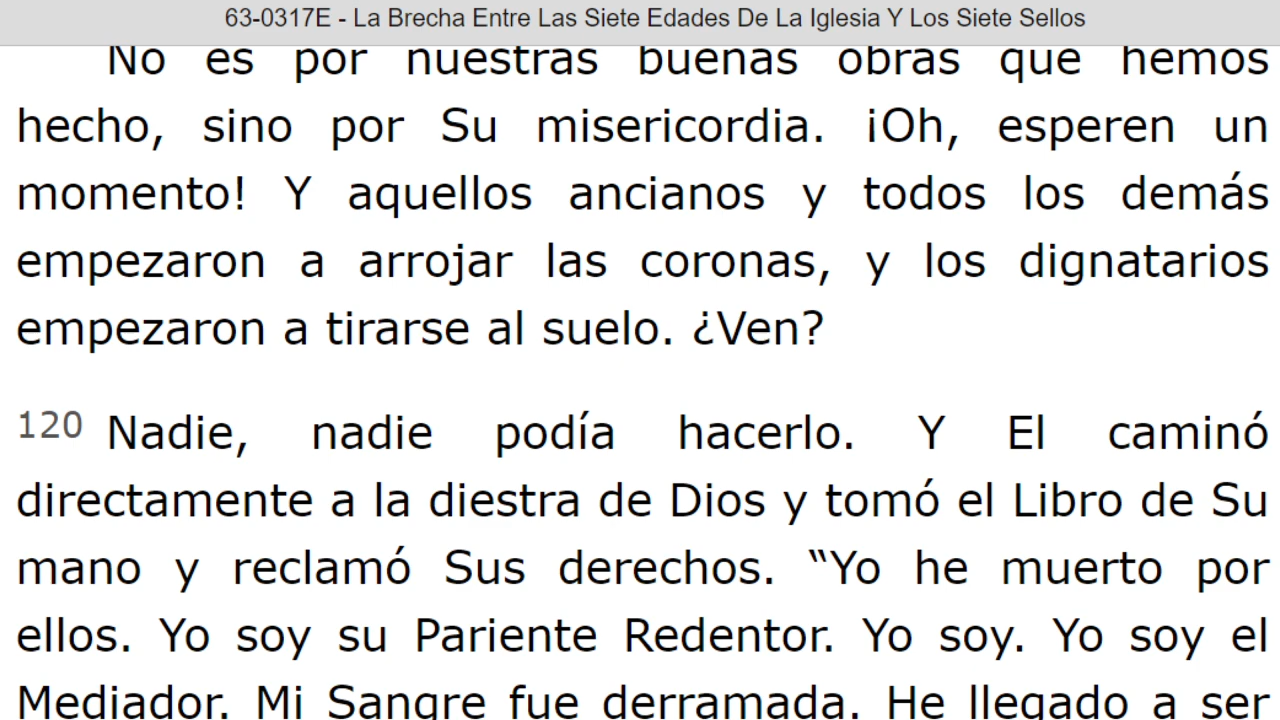 63-0317E - La Brecha Entre Las Siete Edades De La Iglesia Y Los Siete Sellos
No es por nuestras buenas obras que hemos
hecho, sino por Su misericordia. ¡Oh, esperen un
momento! Y aquellos ancianos y todos los demás
empezaron a arrojar las coronas, y los dignatarios
empezaron a tirarse al suelo. ¿Ven?
120 Nadie, nadie podía hacerlo. Y El caminó
directamente a la diestra de Dios y tomó el Libro de Su
mano y reclamó Sus derechos. “Yo he muerto por
ellos. Yo soy su Pariente Redentor. Yo soy. Yo soy el
Mediador. Mi Sangre fue derramada. He llegado a ser